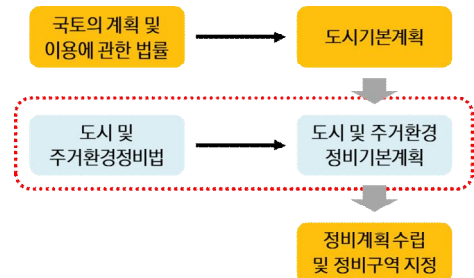 국토의 계획 및
이용에 관한 법률
도시기본계획
도시 및
주거환경정비법
도시 및 주거환경
정비기본계획
정비계획 수립
및 정비구역 지정